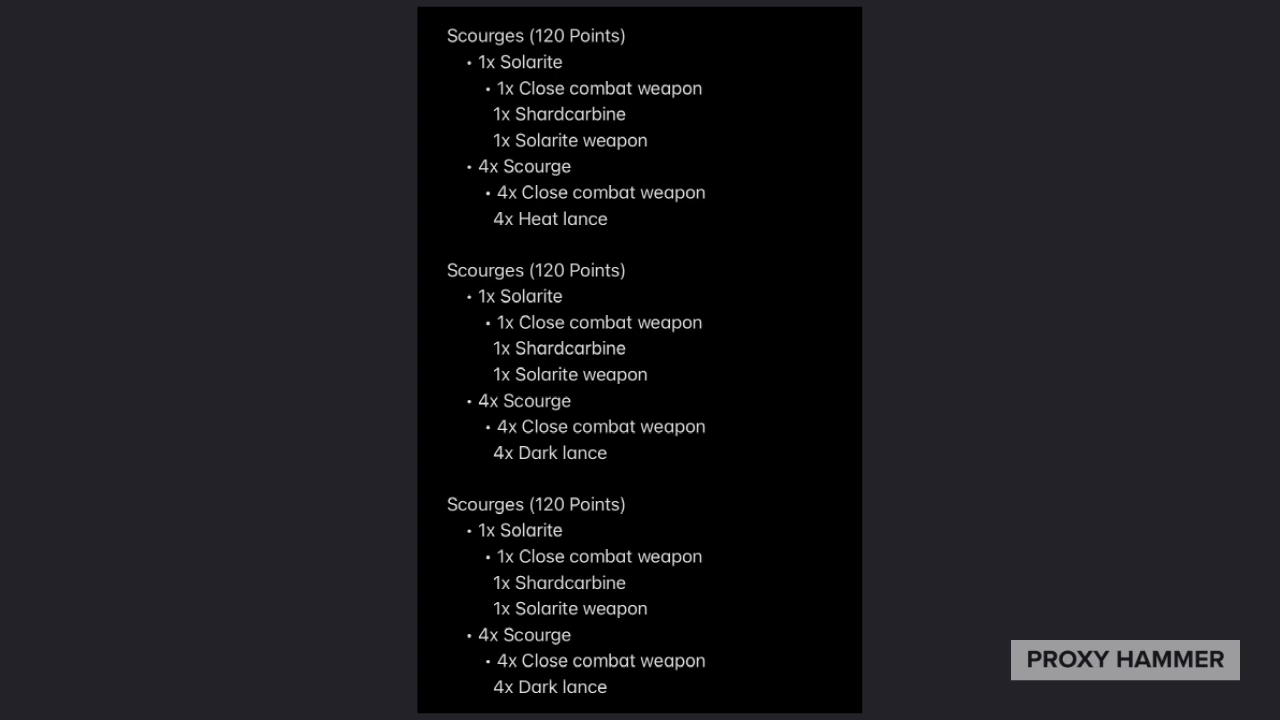 Scourges (120 Points)
• 1x Solarite
• 1x Close combat weapon
1x Shardcarbine
1x Solarite weapon
• 4x Scourge
• 4x Close combat weapon
4x Heat lance
Scourges (120 Points)
• 1x Solarite
• 1x Close combat weapon
1x Shardcarbine
1x Solarite weapon
• 4x Scourge
• 4x Close combat weapon
4x Dark lance
Scourges (120 Points)
• 1x Solarite
• 1x Close combat weapon
1x Shardcarbine
1x Solarite weapon
• 4x Scourge
• 4x Close combat weapon
4x Dark lance
PROXY HAMMER